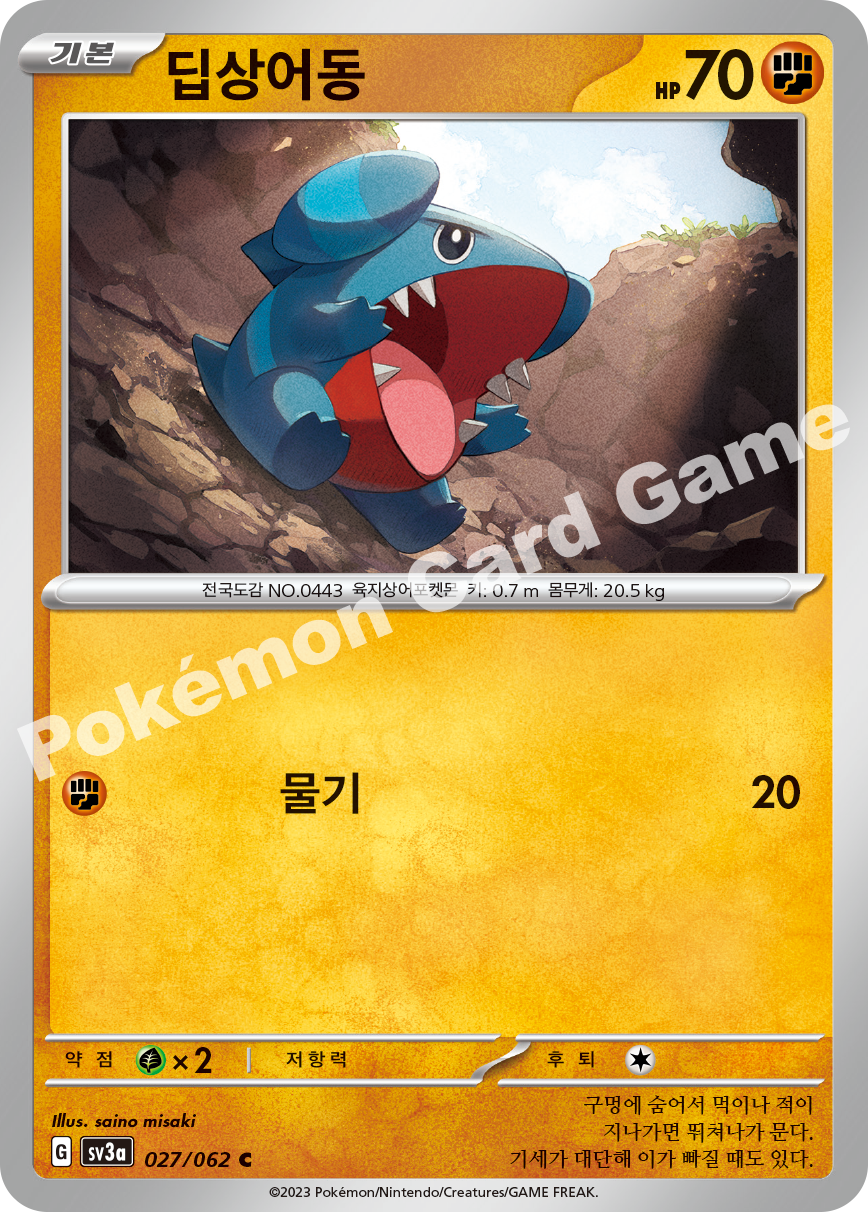 기본
딥상어동
HP 70
전국도감 NO.0443 육지상어포켓몬 키: 0.7 m 몸무게: 20.5 kg
Pokémon Card Game
물기 20
약점 ×2 저항력 후퇴
Illus. saino misaki
구멍에 숨어서 먹이나 적이
지나가면 뛰쳐나가 문다.
기세가 대단해 이가 빠질 때도 있다.
G sv3a 027/062 C
©2023 Pokémon/Nintendo/Creatures/GAME FREAK.